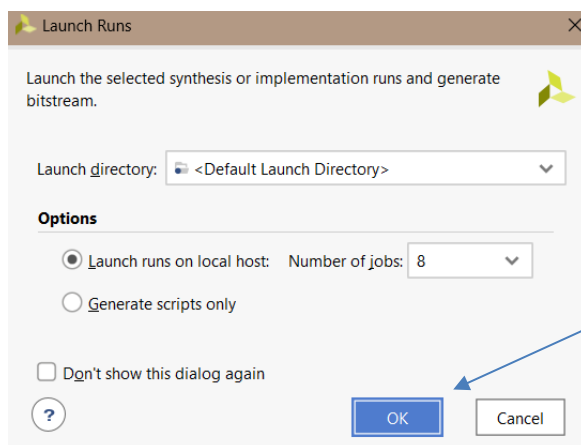 Launch Runs
Launch the selected synthesis or implementation runs and generate
bitstream.
Launch directory: <Default Launch Directory>
Options
Launch runs on local host: Number of jobs: 8
Generate scripts only
Don't show this dialog again
? OK Cancel